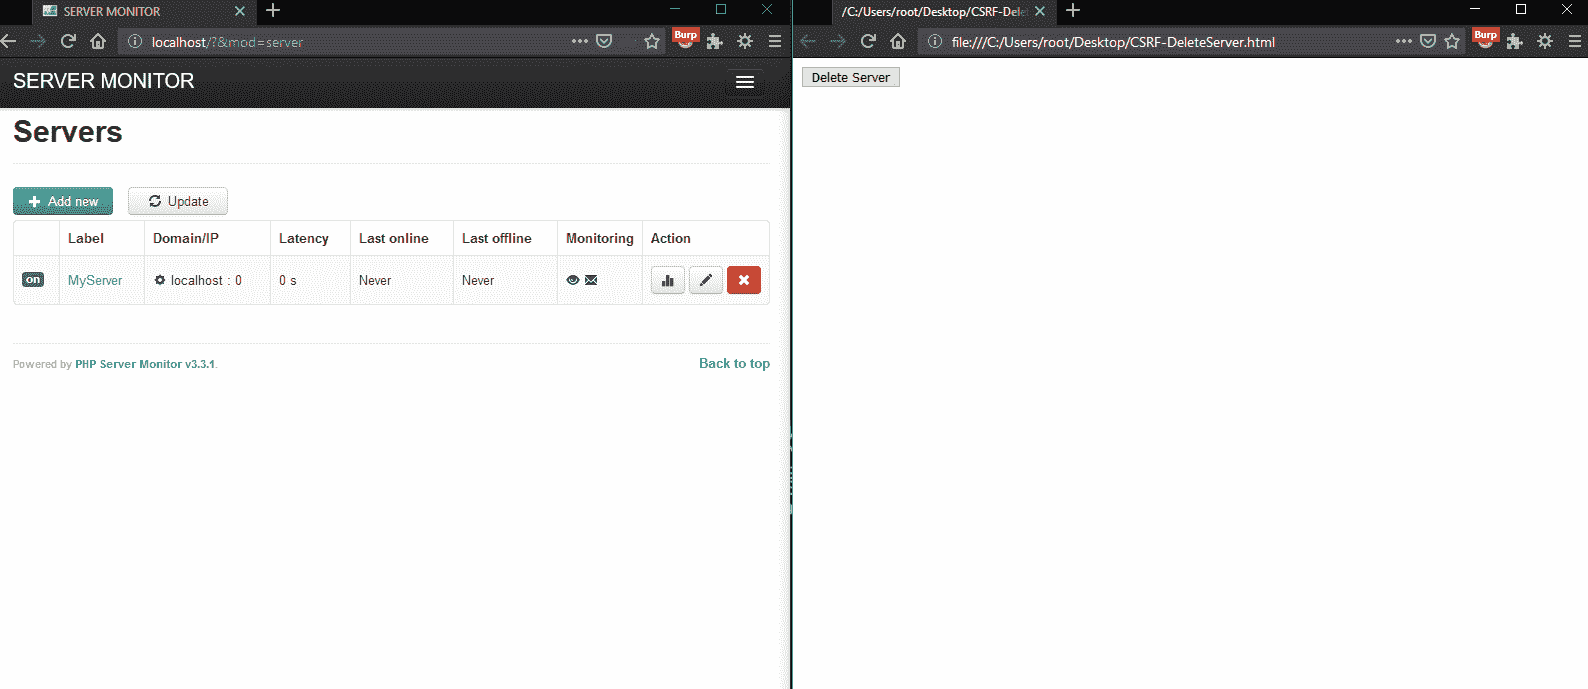 SERVER MONITOR
localhost/?&mod=server
Burp
SERVER MONITOR
Servers
Add new
Update
Label Domain/IP Latency Last online Last offline Monitoring Action
on MyServer localhost : 0 0 s Never Never
Powered by PHP Server Monitor v3.3.1.
Back to top
/C:/Users/root/Desktop/CSRF-Dele
file:///C:/Users/root/Desktop/CSRF-DeleteServer.html
Burp
Delete Server